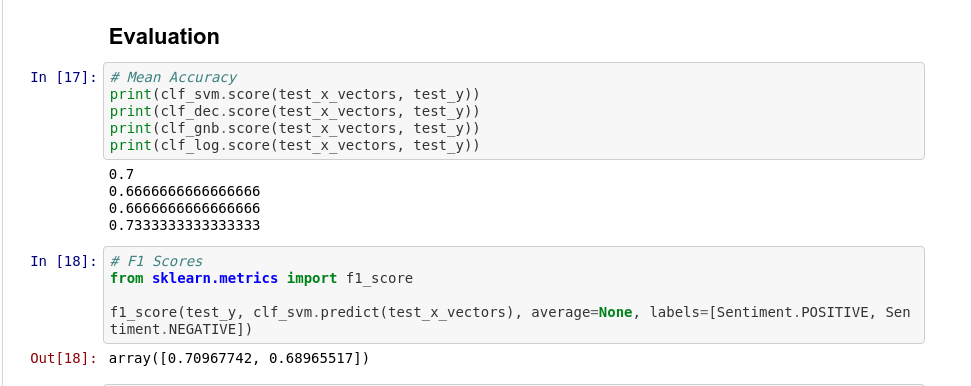 Evaluation
In [17]: # Mean Accuracy
print(clf_svm.score(test_x_vectors, test_y))
print(clf_dec.score(test_x_vectors, test_y))
print(clf_gnb.score(test_x_vectors, test_y))
print(clf_log.score(test_x_vectors, test_y))
0.7
0.6666666666666666
0.6666666666666666
0.7333333333333333
In [18]: # F1 Scores
from sklearn.metrics import f1_score
f1_score(test_y, clf_svm.predict(test_x_vectors), average=None, labels=[Sentiment.POSITIVE, Sen
timent.NEGATIVE])
Out[18]: array([0.70967742, 0.68965517])